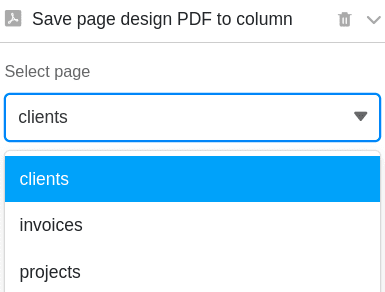 Save page design PDF to column
Select page
clients
clients
invoices
projects